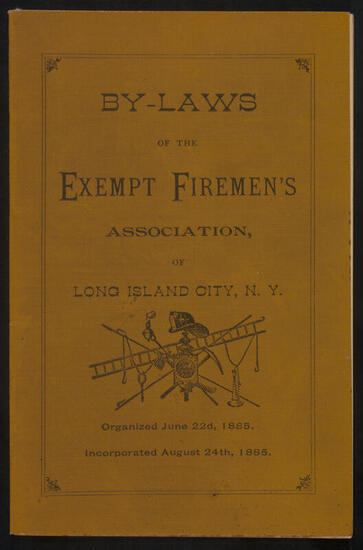 BY-LAWS
OF THE
EXEMPT FIREMEN'S
ASSOCIATION,
OF
LONG ISLAND CITY, N. Y.
Organized June 22d, 1885.
Incorporated August 24th, 1885.